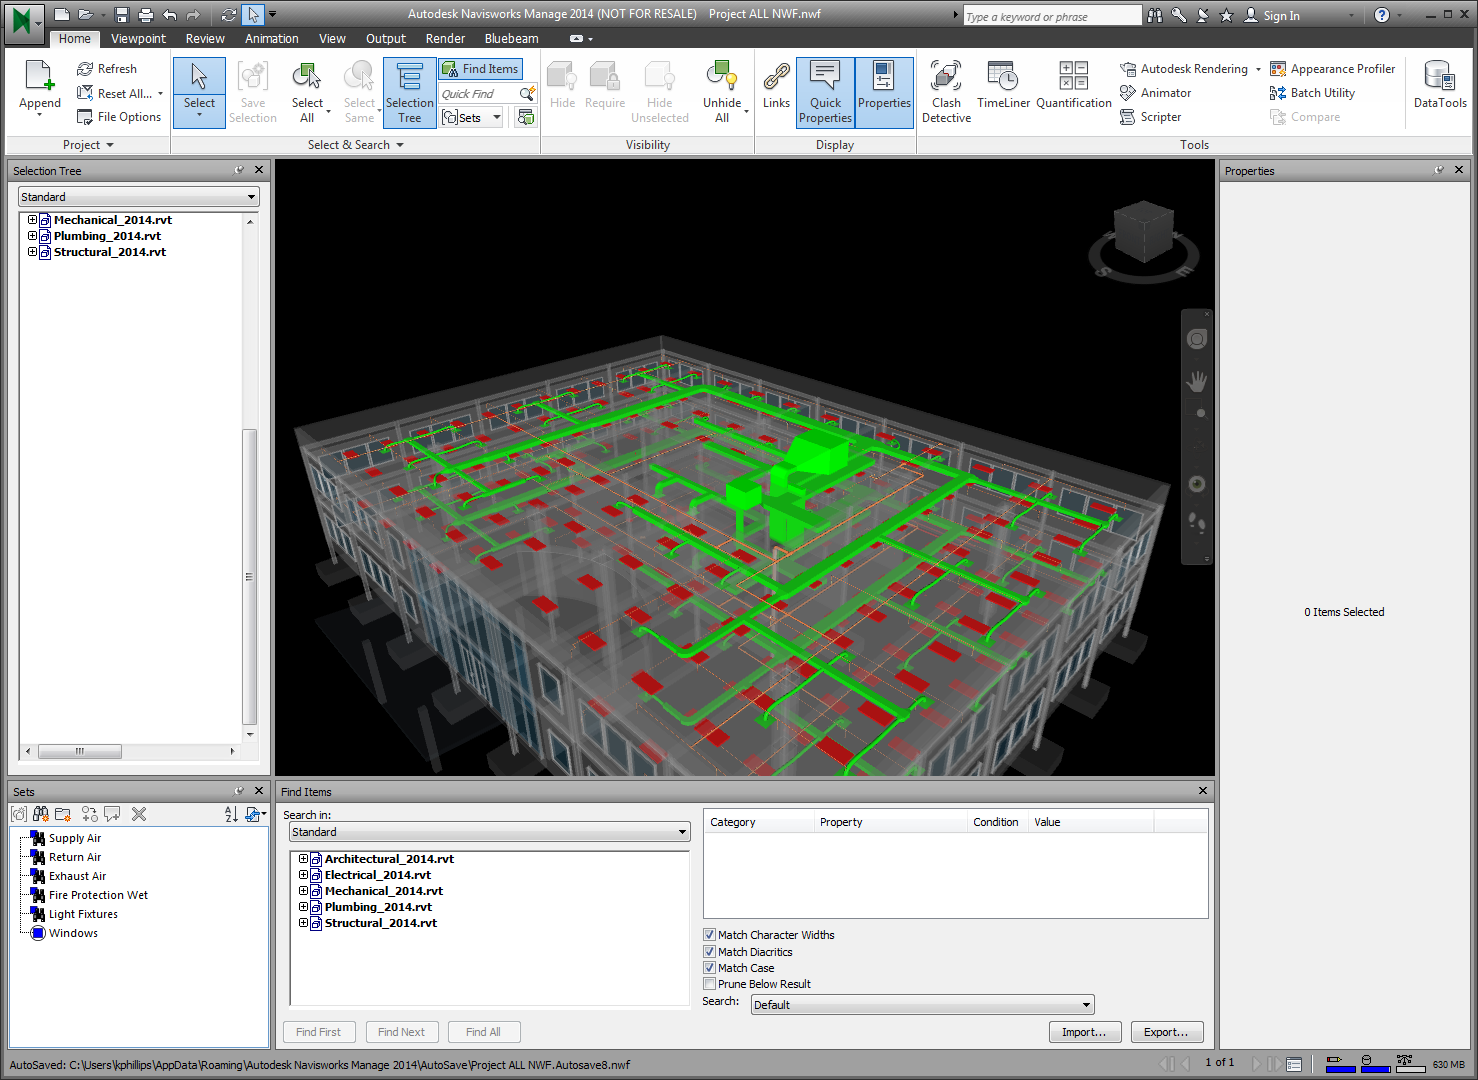 Autodesk Navisworks Manage 2014 (NOT FOR RESALE) Project ALL NWF.nwf
Type a keyword or phrase
Sign In
Home Viewpoint Review Animation View Output Render Bluebeam
Append
Refresh
Reset All...
File Options
Project
Select
Save Selection
Select All
Select Same
Selection Tree
Find Items
Quick Find
Sets
Select & Search
Hide
Require
Hide Unselected
Unhide All
Visibility
Links
Quick Properties
Properties
Display
Clash Detective
TimeLiner
Quantification
Autodesk Rendering
Animator
Scripter
Appearance Profiler
Batch Utility
Compare
Tools
DataTools
Selection Tree
Standard
Mechanical_2014.rvt
Plumbing_2014.rvt
Structural_2014.rvt
S
E
Properties
0 Items Selected
Sets
Supply Air
Return Air
Exhaust Air
Fire Protection Wet
Light Fixtures
Windows
Find Items
Search in:
Standard
Architectural_2014.rvt
Electrical_2014.rvt
Mechanical_2014.rvt
Plumbing_2014.rvt
Structural_2014.rvt
Find First
Find Next
Find All
Category Property Condition Value
Match Character Widths
Match Diacritics
Match Case
Prune Below Result
Search: Default
Import...
Export...
AutoSaved: C:\Users\kphillips\AppData\Roaming\Autodesk Navisworks Manage 2014\AutoSave\Project ALL NWF.Autosave8.nwf
1 of 1
630 MB